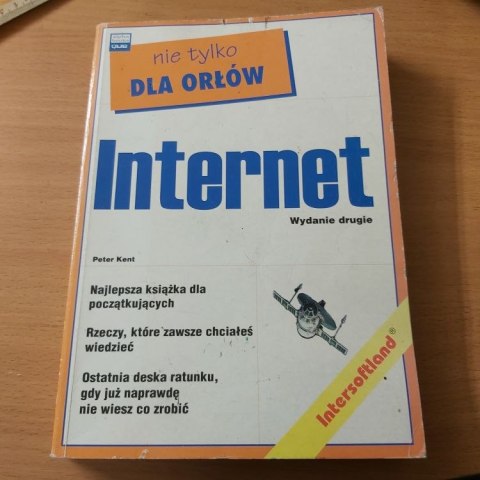 que
nie tylko
DLA ORŁÓW
Internet
Wydanie drugie
Peter Kent
Najlepsza książka dla
początkujących
Rzeczy, które zawsze chciałeś
wiedzieć
Ostatnia deska ratunku,
gdy już naprawdę
nie wiesz co zrobić
Intersoftland®